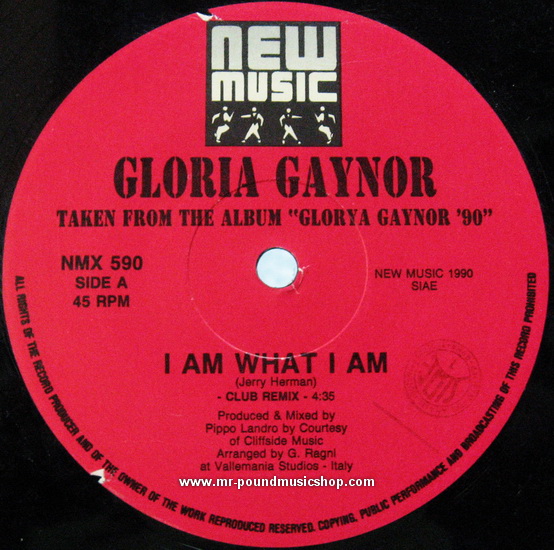 NEW
MUSIC
GLORIA GAYNOR
TAKEN FROM THE ALBUM "GLORYA GAYNOR '90"
NMX 590
SIDE A
45 RPM
NEW MUSIC 1990
SIAE
I AM WHAT I AM
(Jerry Herman)
- CLUB REMIX - 4:35
Produced & Mixed by
Pippo Landro by Courtesy
of Cliffside Music
Arranged by G. Ragni
at Vallemania Studios - Italy
www.mr-poundmusicshop.com
ALL RIGHTS OF THE RECORD PRODUCER AND OF THE OWNER OF THE WORK REPRODUCED RESERVED. COPYING, PUBLIC PERFORMANCE AND BROADCASTING OF THIS RECORD PROHIBITED